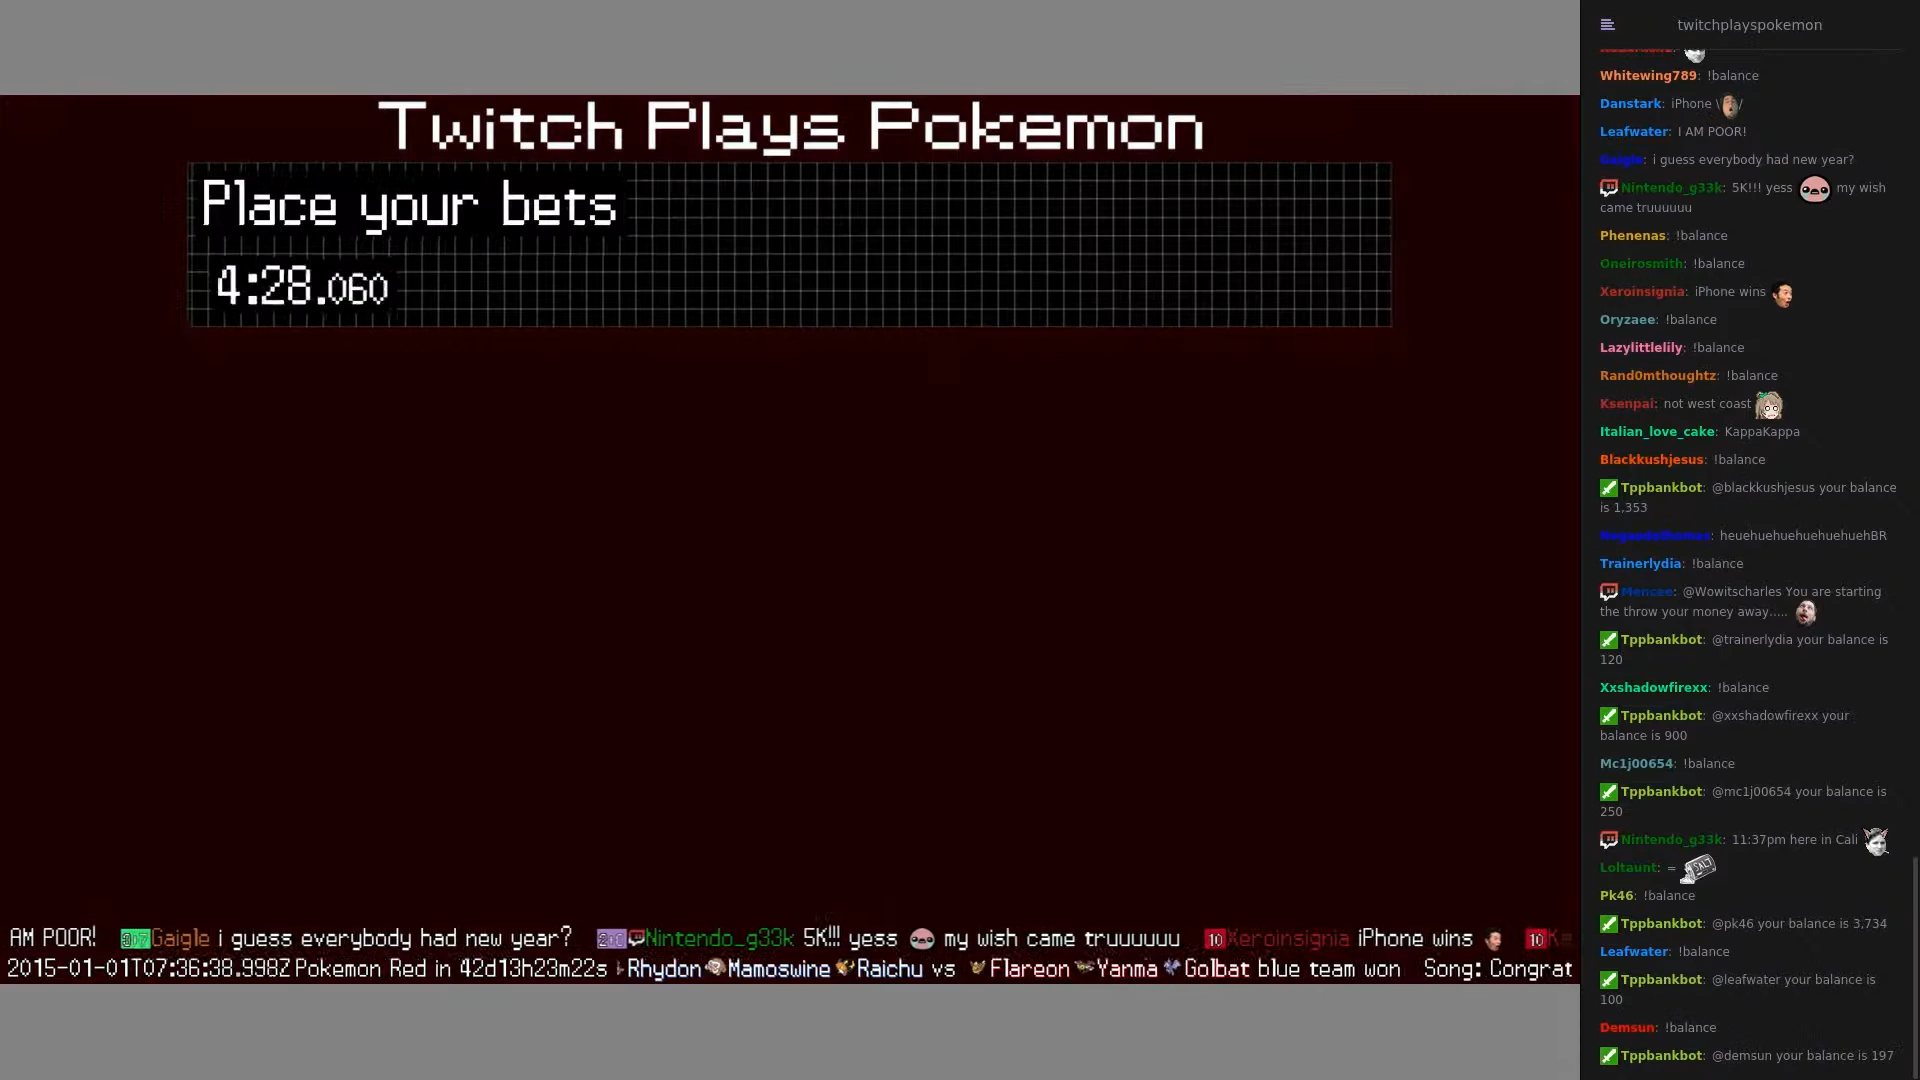 Twitch Plays Pokemon
Place your bets
4:28.060
AM POOR! Gaigle i guess everybody had new year? Nintendo_g33k 5K!!! yess my wish came truuuuuu 10 Xeroinsignia iPhone wins 10
2015-01-01T07:36:38.998Z Pokemon Red in 42d13h23m22s Rhydon Mamoswine Raichu vs Flareon Yanma Golbat blue team won Song: Congrat
twitchplayspokemon
Whitewing789: !balance
Danstark: iPhone \ /
Leafwater: I AM POOR!
Gaigle: i guess everybody had new year?
Nintendo_g33k: 5K!!! yess my wish
came truuuuuu
Phenenas: !balance
Oneirosmith: !balance
Xeroinsignia: iPhone wins
Oryzaee: !balance
Lazylittlelily: !balance
Rand0mthoughtz: !balance
Ksenpai: not west coast
Italian_love_cake: KappaKappa
Blackkushjesus: !balance
Tppbankbot: @blackkushjesus your balance
is 1,353
heuehuehuehuehuehuehBR
Trainerlydia: !balance
Mencee: @Wowitscharles You are starting
the throw your money away.....
Tppbankbot: @trainerlydia your balance is
120
Xxshadowfirexx: !balance
Tppbankbot: @xxshadowfirexx your
balance is 900
Mc1j00654: !balance
Tppbankbot: @mc1j00654 your balance is
250
Nintendo_g33k: 11:37pm here in Cali
Loltaunt: = SALT
Pk46: !balance
Tppbankbot: @pk46 your balance is 3,734
Leafwater: !balance
Tppbankbot: @leafwater your balance is
100
Demsun: !balance
Tppbankbot: @demsun your balance is 197